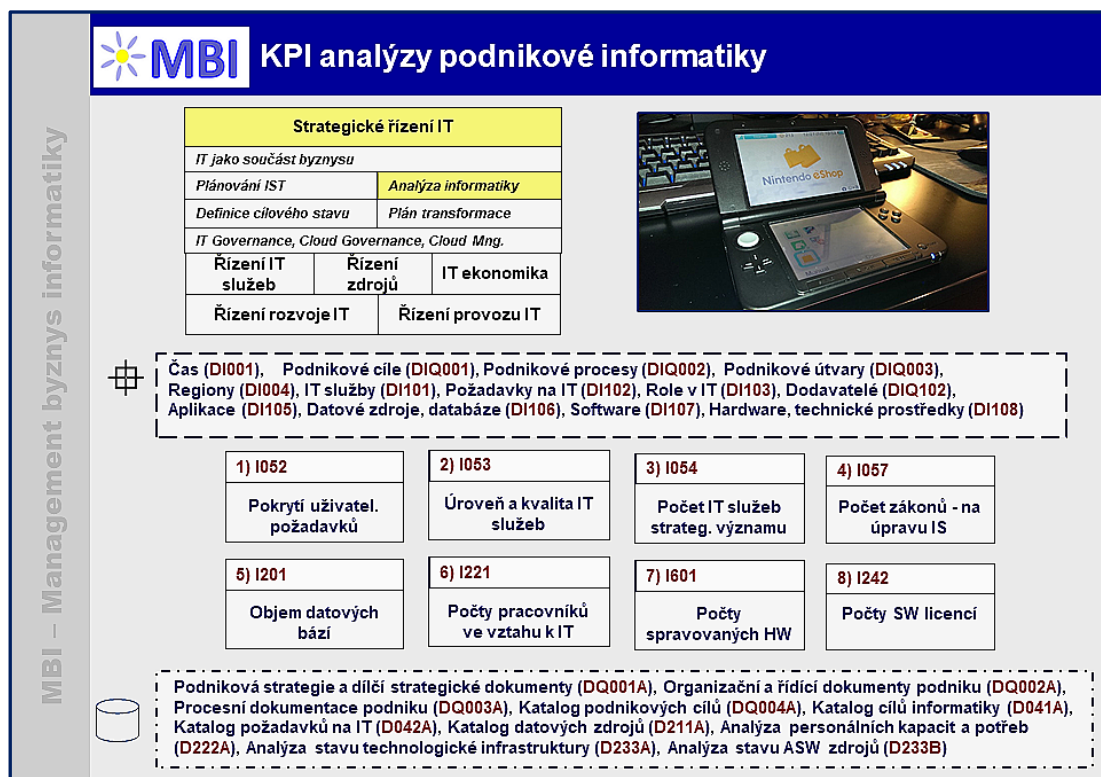 MBI
KPI analýzy podnikové informatiky
MBI – Management byznys informatiky
Strategické řízení IT
IT jako součást byznysu
Plánování IST
Analýza informatiky
Definice cílového stavu
Plán transformace
IT Governance, Cloud Governance, Cloud Mng.
Řízení IT
služeb
Řízení
zdrojů
IT ekonomika
Řízení rozvoje IT
Řízení provozu IT
Nintendo eShop
Čas (DI001), Podnikové cíle (DIQ001), Podnikové procesy (DIQ002), Podnikové útvary (DIQ003),
Regiony (DI004), IT služby (DI101), Požadavky na IT (DI102), Role v IT (DI103), Dodavatelé (DIQ102),
Aplikace (DI105), Datové zdroje, databáze (DI106), Software (DI107), Hardware, technické prostředky (DI108)
1) I052
Pokrytí uživatel.
požadavků
2) I053
Úroveň a kvalita IT
služeb
3) I054
Počet IT služeb
strateg. významu
4) I057
Počet zákonů - na
úpravu IS
5) I201
Objem datových
bází
6) I221
Počty pracovníků
ve vztahu k IT
7) I601
Počty
spravovaných HW
8) I242
Počty SW licencí
Podniková strategie a dílčí strategické dokumenty (DQ001A), Organizační a řídící dokumenty podniku (DQ002A),
Procesní dokumentace podniku (DQ003A), Katalog podnikových cílů (DQ004A), Katalog cílů informatiky (D041A),
Katalog požadavků na IT (D042A), Katalog datových zdrojů (D211A), Analýza personálních kapacit a potřeb
(D222A), Analýza stavu technologické infrastruktury (D233A), Analýza stavu ASW zdrojů (D233B)